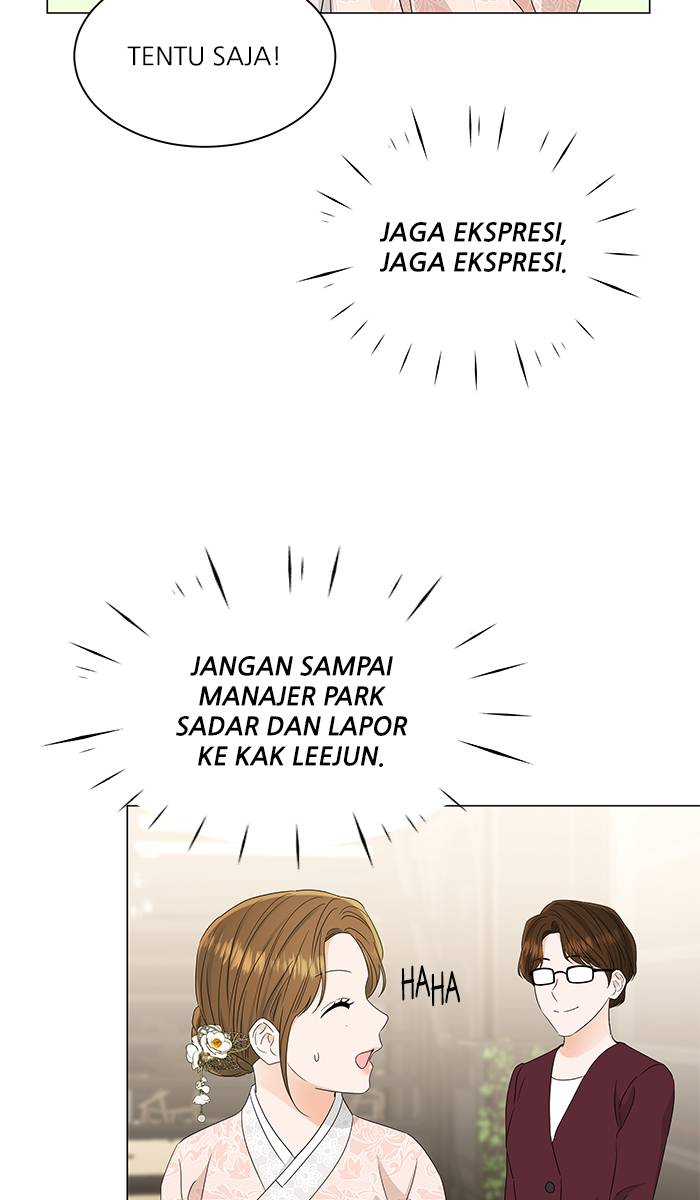 TENTU SAJA!
JAGA EKSPRESI,
JAGA EKSPRESI.
JANGAN SAMPAI
MANAJER PARK
SADAR DAN LAPOR
KE KAK LEEJUN.
HAHA